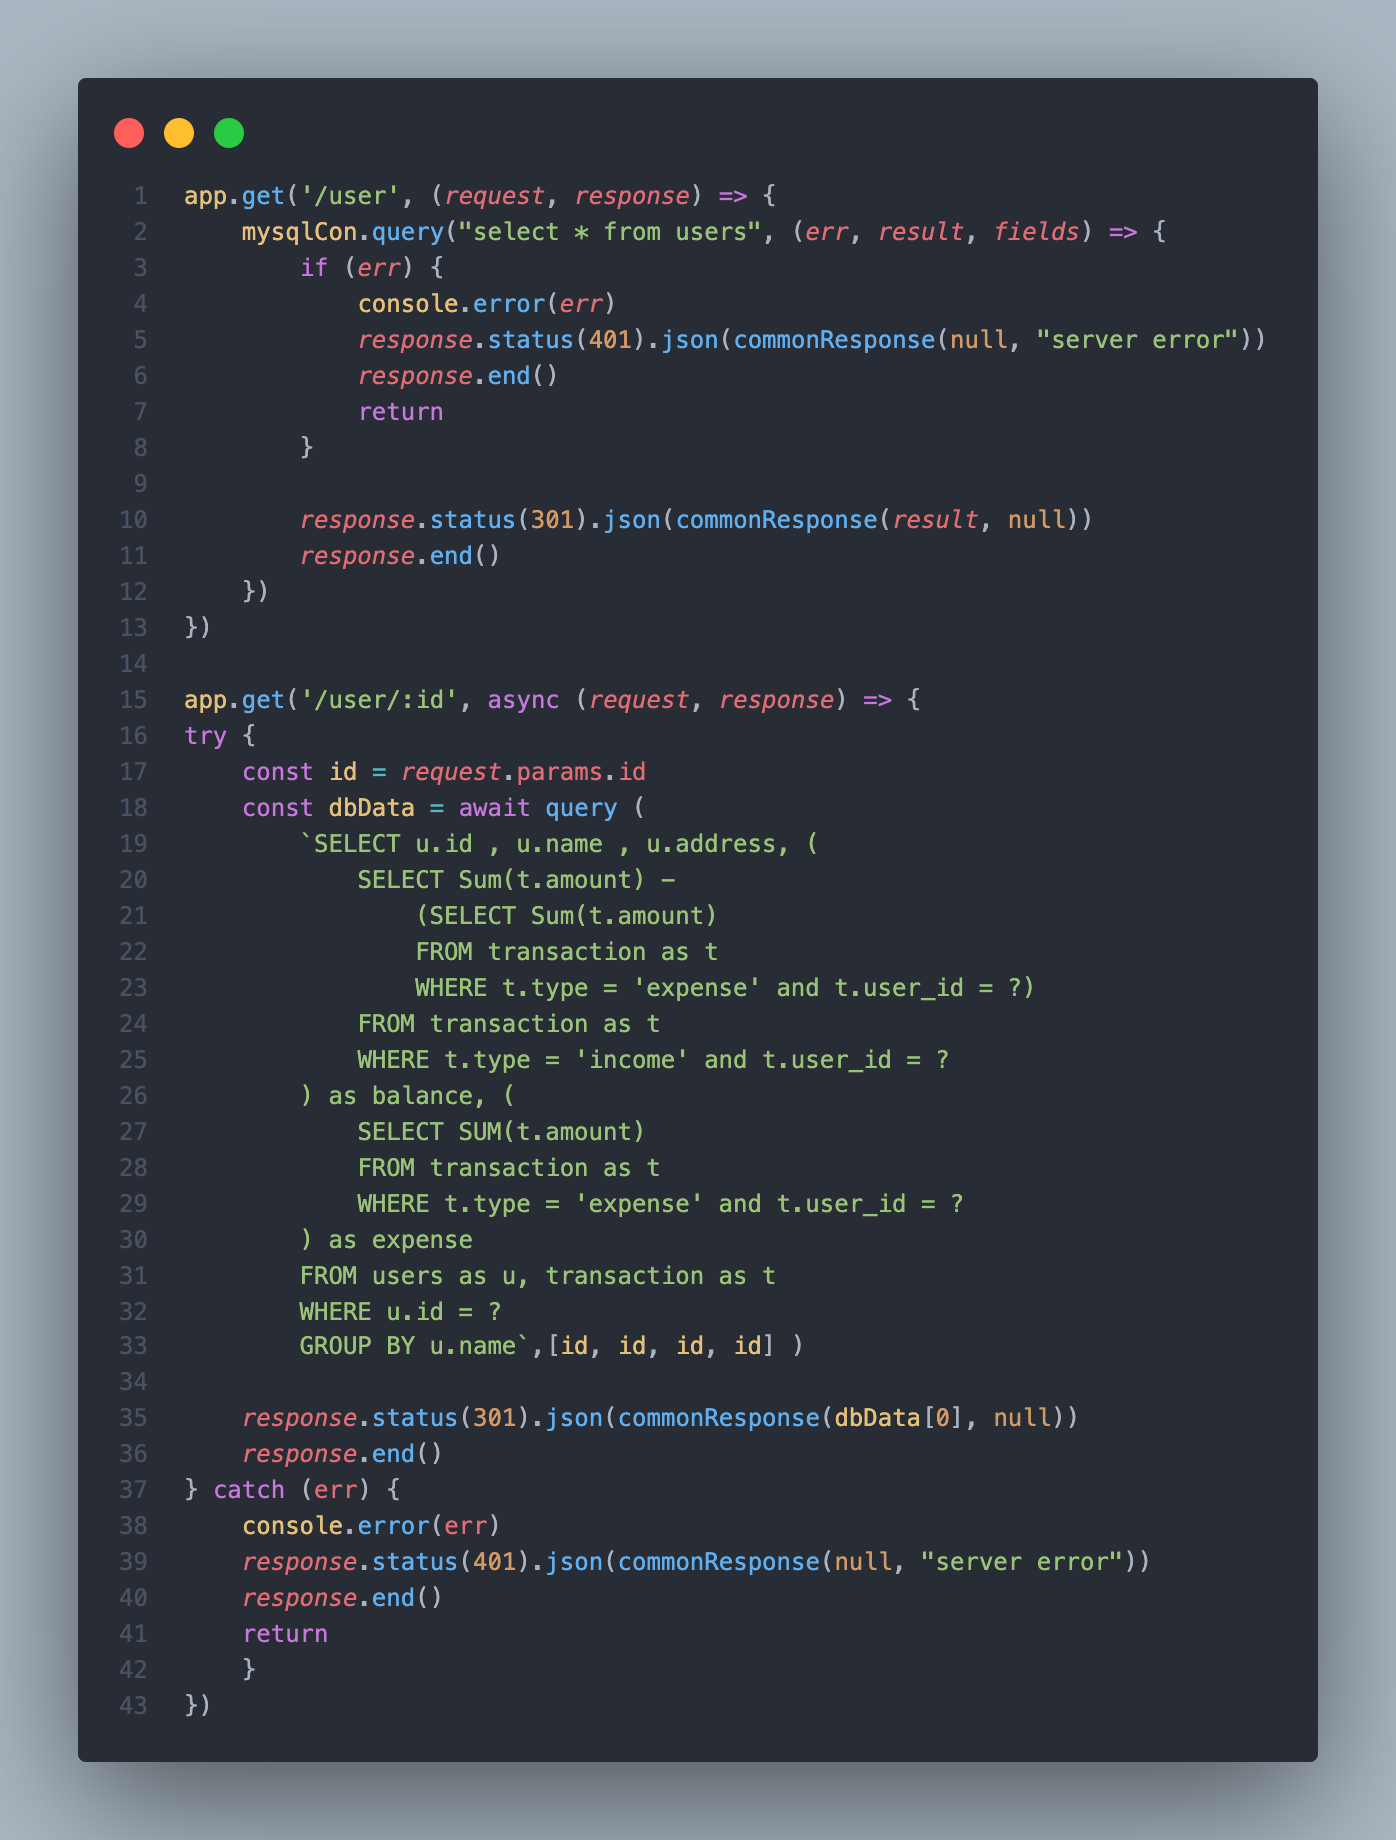 1 app.get('/user', (request, response) => {
2     mysqlCon.query("select * from users", (err, result, fields) => {
3         if (err) {
4             console.error(err)
5             response.status(401).json(commonResponse(null, "server error"))
6             response.end()
7             return
8         }
9
10         response.status(301).json(commonResponse(result, null))
11         response.end()
12     })
13 })
14
15 app.get('/user/:id', async (request, response) => {
16 try {
17     const id = request.params.id
18     const dbData = await query (
19         `SELECT u.id , u.name , u.address, (
20             SELECT Sum(t.amount) -
21                 (SELECT Sum(t.amount)
22                 FROM transaction as t
23                 WHERE t.type = 'expense' and t.user_id = ?)
24             FROM transaction as t
25             WHERE t.type = 'income' and t.user_id = ?
26         ) as balance, (
27             SELECT SUM(t.amount)
28             FROM transaction as t
29             WHERE t.type = 'expense' and t.user_id = ?
30         ) as expense
31         FROM users as u, transaction as t
32         WHERE u.id = ?
33         GROUP BY u.name`,[id, id, id, id] )
34
35     response.status(301).json(commonResponse(dbData[0], null))
36     response.end()
37 } catch (err) {
38     console.error(err)
39     response.status(401).json(commonResponse(null, "server error"))
40     response.end()
41     return
42     }
43 })